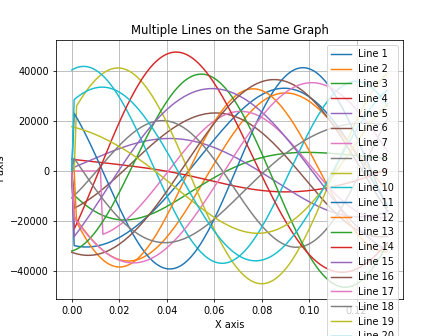 Multiple Lines on the Same Graph
40000
20000
0
−20000
−40000
axis
0.00
0.02
0.04
0.06
0.08
0.10
X axis
Line 1
Line 2
Line 3
Line 4
Line 5
Line 6
Line 7
Line 8
Line 9
Line 10
Line 11
Line 12
Line 13
Line 14
Line 15
Line 16
Line 17
Line 18
Line 19
Line 20